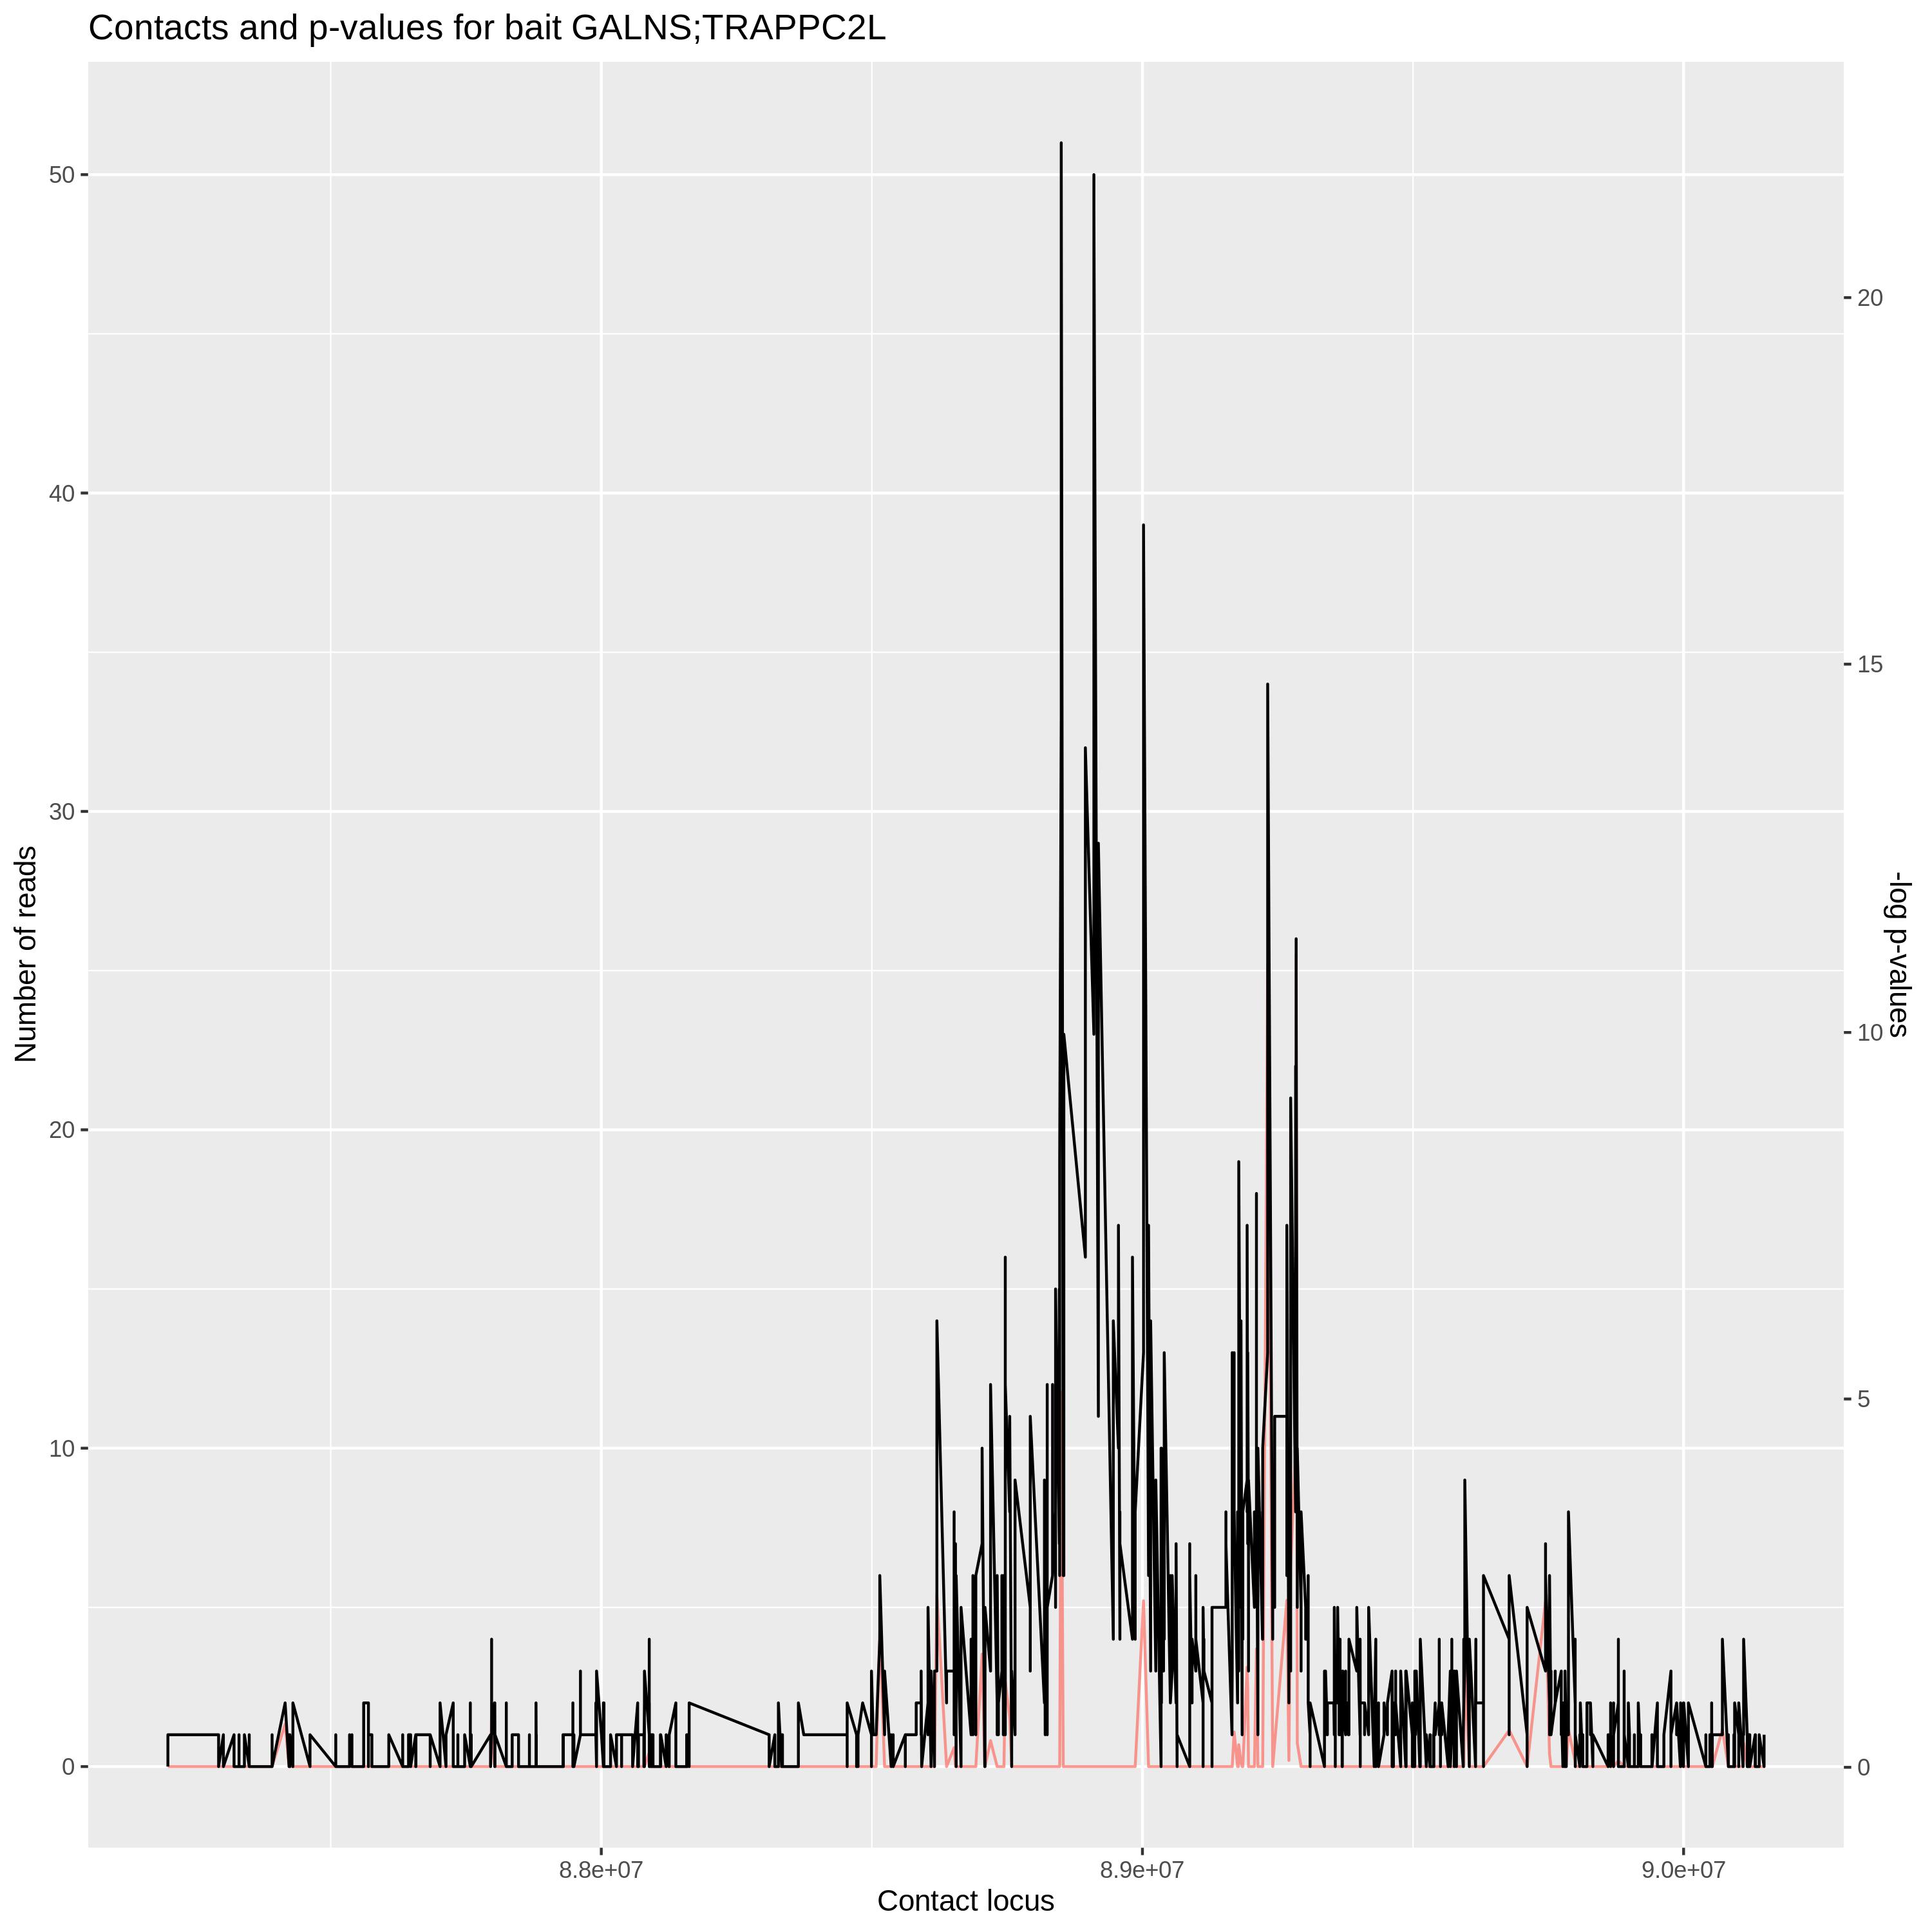 Contacts and p-values for bait GALNS;TRAPPC2L
50
40
30
20
10
0
Number of reads
20
15
10
5
0
-log p-values
8.8e+07
8.9e+07
9.0e+07
Contact locus